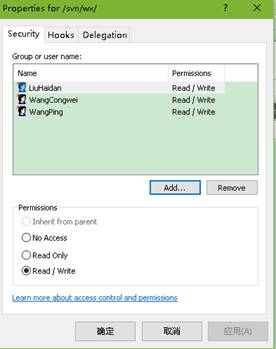 Properties for /svn/wx/
Security Hooks Delegation
Group or user name:
Name Permissions
LiuHaidan Read / Write
WangCongwei Read / Write
WangPing Read / Write
Add... Remove
Permissions
Inherit from parent
No Access
Read Only
Read / Write
Learn more about access control and permissions
确定 取消 应用(A)